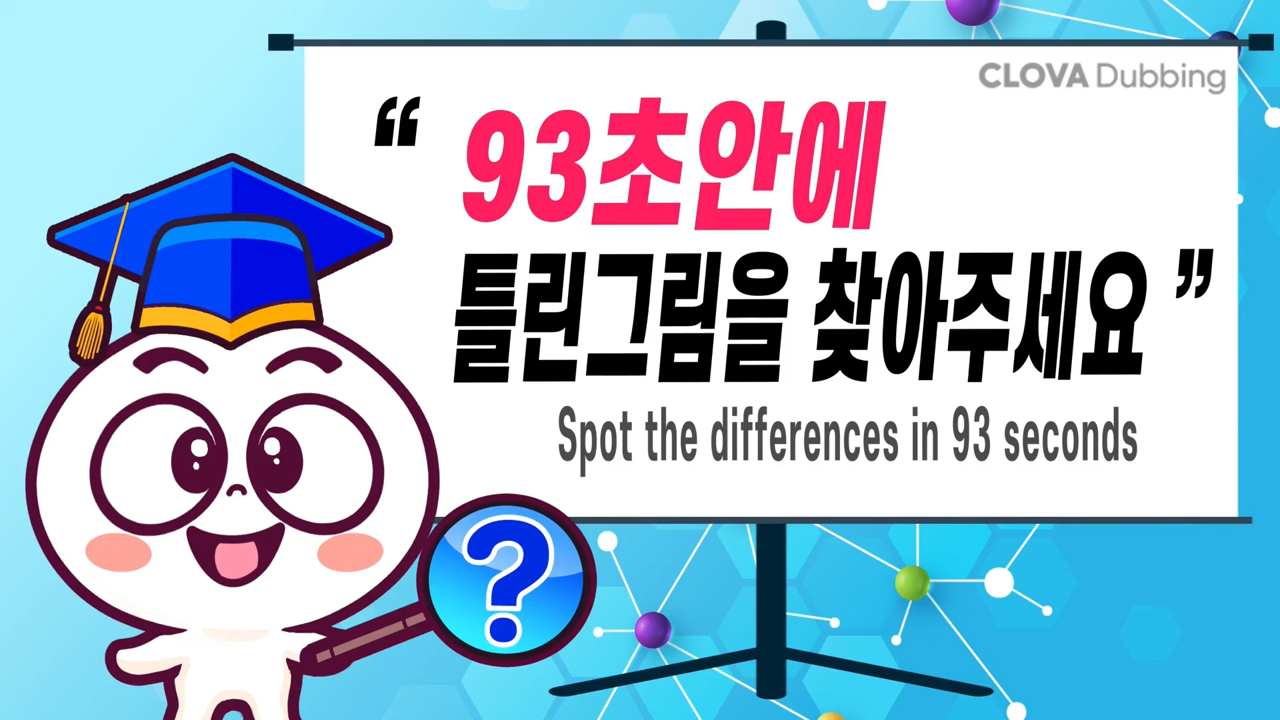 CLOVA Dubbing
“ 93초안에
틀린그림을 찾아주세요 ”
Spot the differences in 93 seconds
?